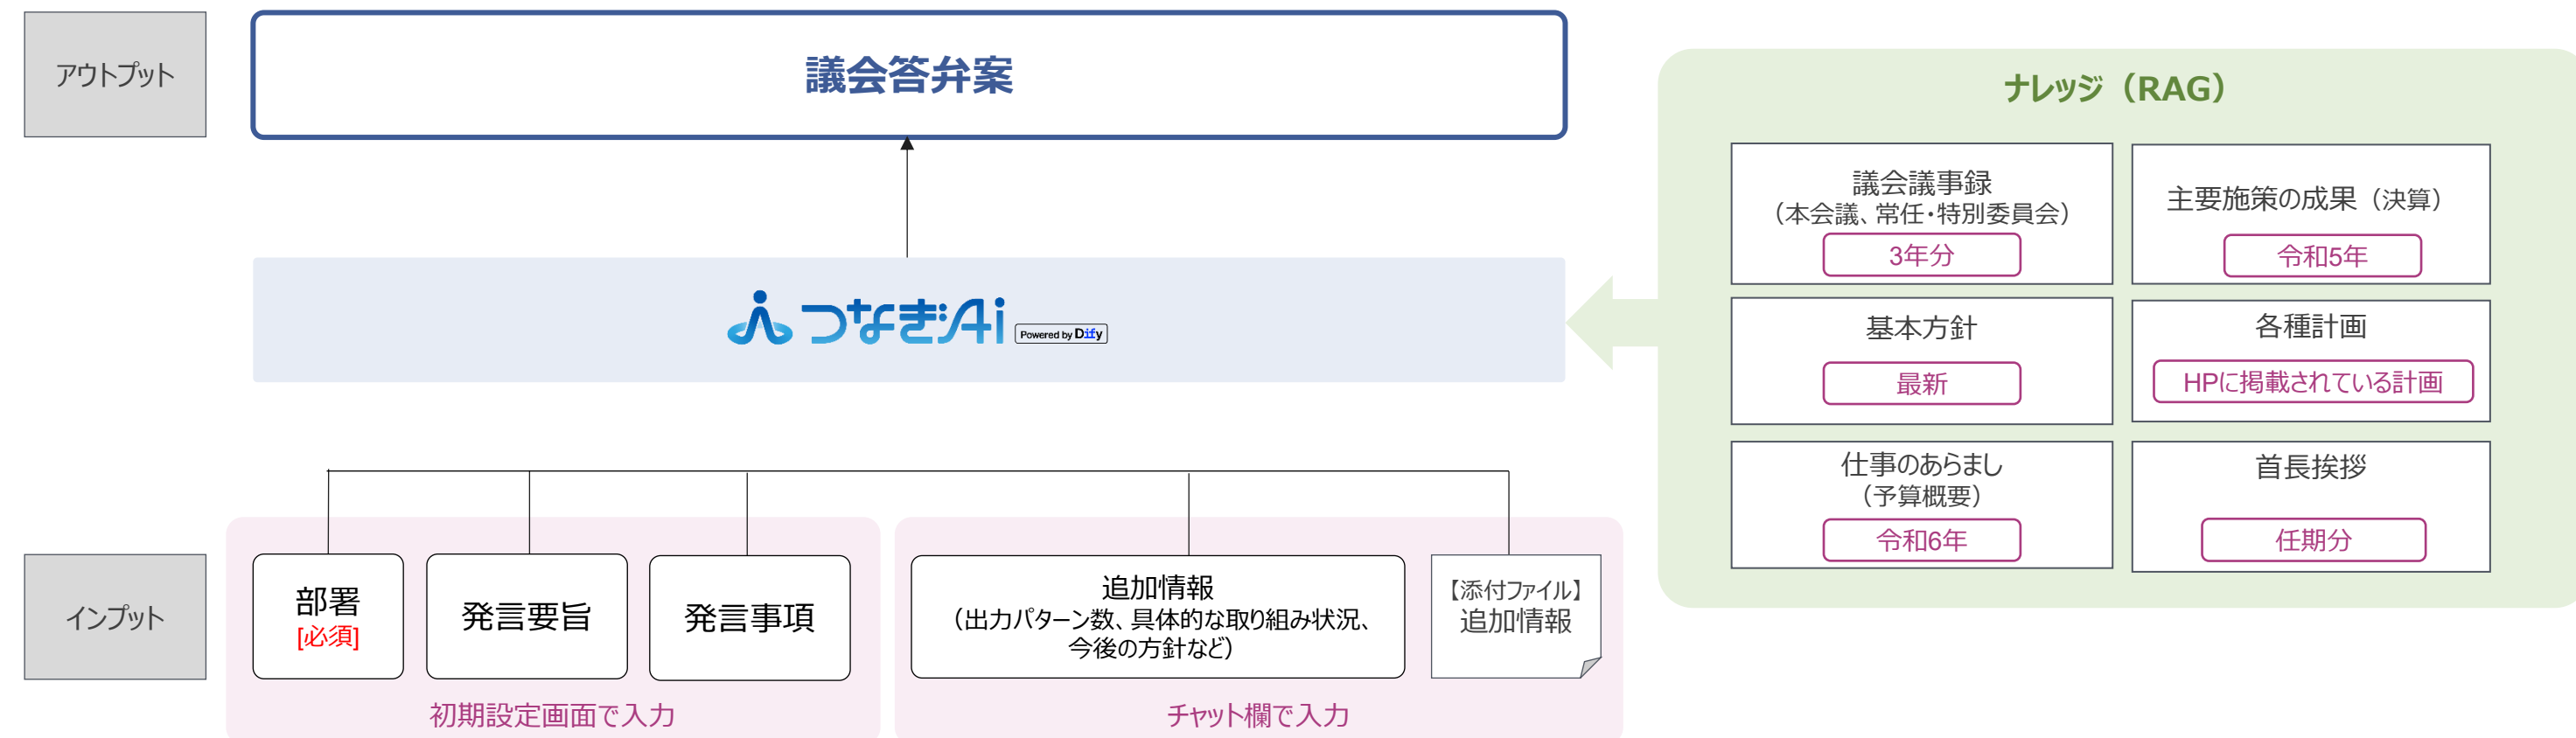 アウトプット
議会答弁案
つなぎAi
Powered by Dify
インプット
部署
[必須]
発言要旨
発言事項
初期設定画面で入力
追加情報
（出力パターン数、具体的な取り組み状況、
今後の方針など）
【添付ファイル】
追加情報
チャット欄で入力
ナレッジ（RAG）
議会議事録
（本会議、常任・特別委員会）
3年分
主要施策の成果（決算）
令和5年
基本方針
最新
各種計画
HPに掲載されている計画
仕事のあらまし
（予算概要）
令和6年
首長挨拶
任期分